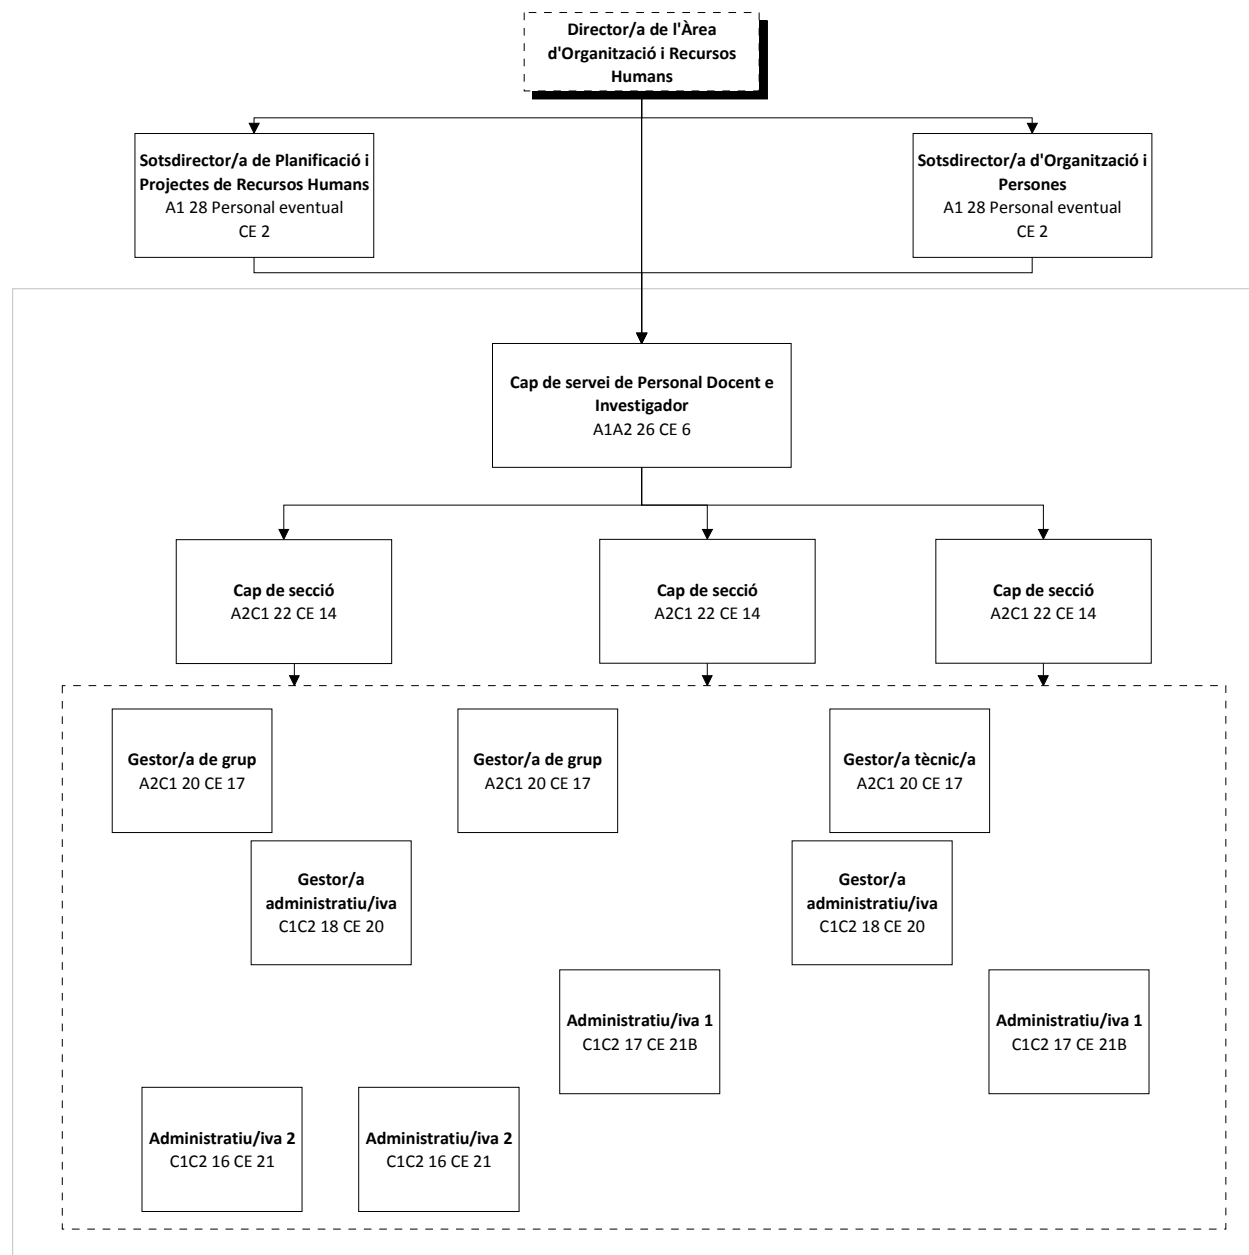 Director/a de l'Àrea
d'Organització i Recursos
Humans
Sotsdirector/a de Planificació i
Projectes de Recursos Humans
A1 28 Personal eventual
CE 2
Sotsdirector/a d'Organització i
Persones
A1 28 Personal eventual
CE 2
Cap de servei de Personal Docent e
Investigador
A1A2 26 CE 6
Cap de secció
A2C1 22 CE 14
Cap de secció
A2C1 22 CE 14
Cap de secció
A2C1 22 CE 14
Gestor/a de grup
A2C1 20 CE 17
Gestor/a de grup
A2C1 20 CE 17
Gestor/a tècnic/a
A2C1 20 CE 17
Gestor/a
administratiu/iva
C1C2 18 CE 20
Gestor/a
administratiu/iva
C1C2 18 CE 20
Administratiu/iva 1
C1C2 17 CE 21B
Administratiu/iva 1
C1C2 17 CE 21B
Administratiu/iva 2
C1C2 16 CE 21
Administratiu/iva 2
C1C2 16 CE 21